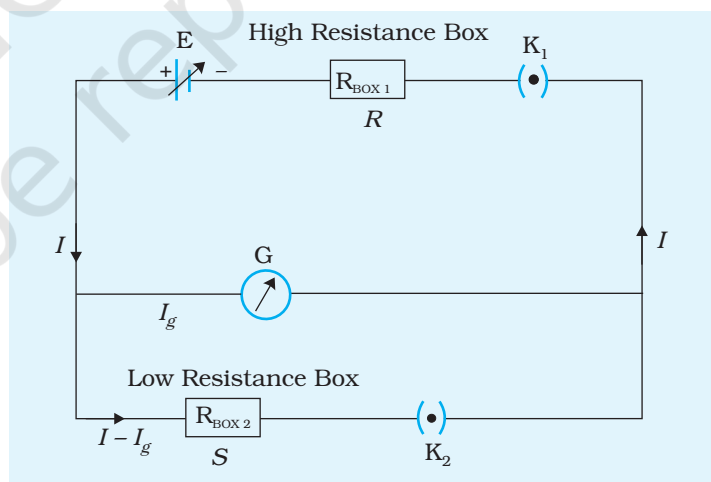 High Resistance Box
E
K₁
+ −
R_BOX 1
R
I
I
G
I_g
Low Resistance Box
R_BOX 2
I – I_g
S
K₂